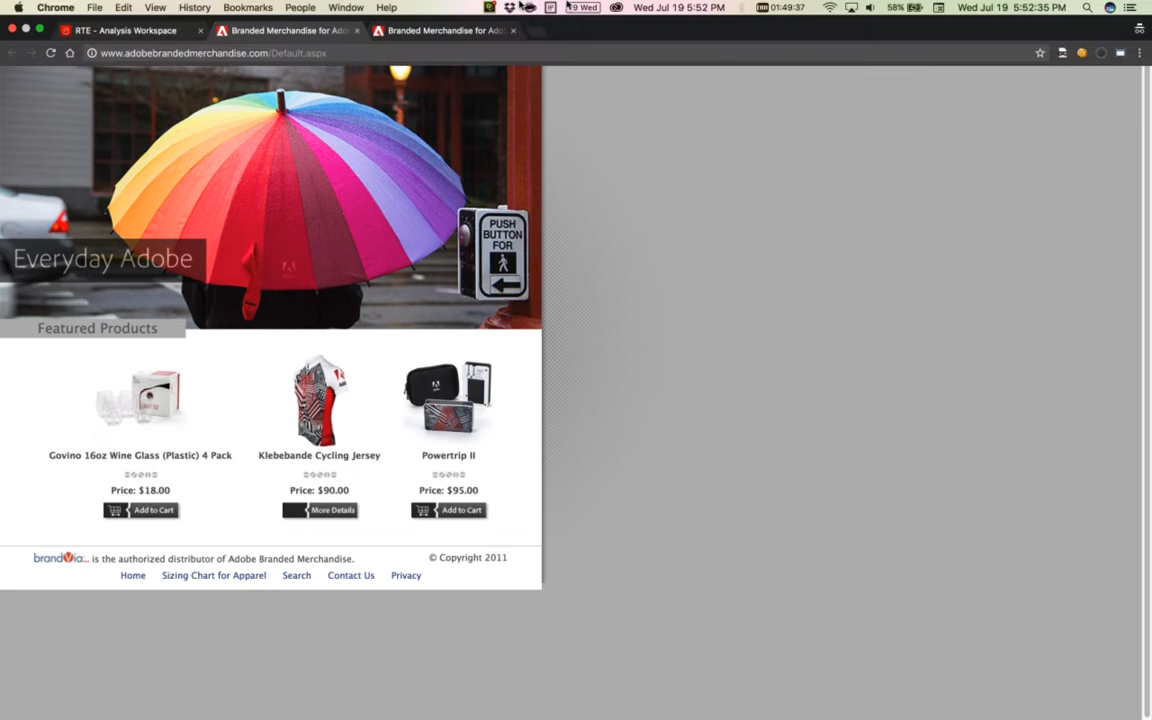 Chrome File Edit View History Bookmarks People Window Help
Wed Jul 19 5:52 PM
01:49:37
58%
Wed Jul 19 5:52:35 PM
RTE - Analysis Workspace
Branded Merchandise for Ado
Branded Merchandise for Ado
www.adobebrandedmerchandise.com/Default.aspx
PUSH
BUTTON
FOR
Everyday Adobe
Featured Products
Govino 16oz Wine Glass (Plastic) 4 Pack
Klebebande Cycling Jersey
Powertrip II
Price: $18.00
Price: $90.00
Price: $95.00
Add to Cart
More Details
Add to Cart
brandVia... is the authorized distributor of Adobe Branded Merchandise.
© Copyright 2011
Home Sizing Chart for Apparel Search Contact Us Privacy